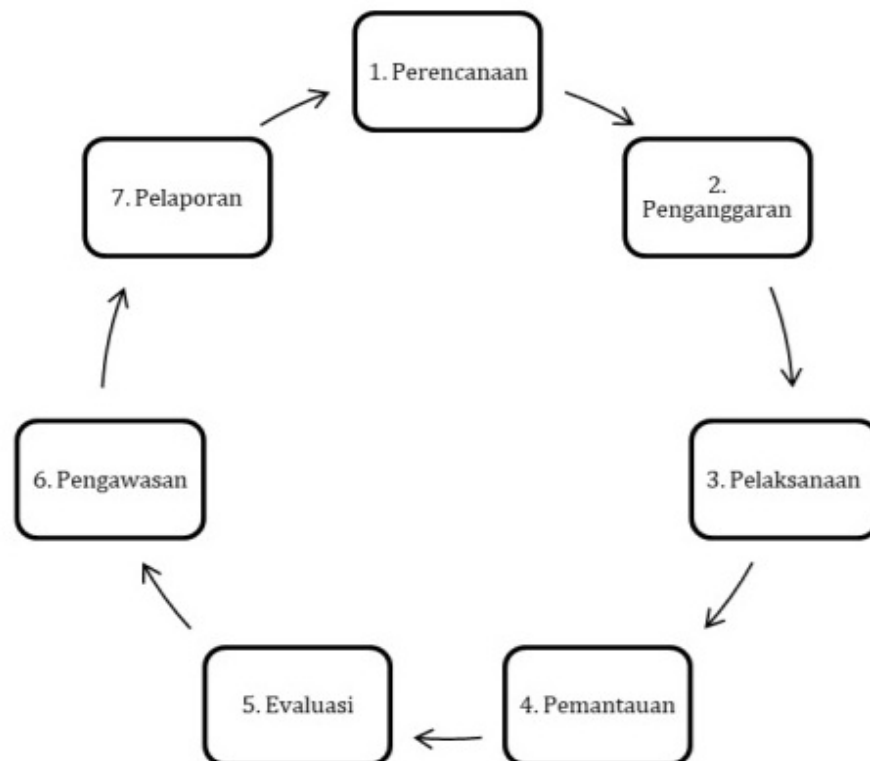 1. Perencanaan
2.
Penganggaran
3. Pelaksanaan
4. Pemantauan
5. Evaluasi
6. Pengawasan
7. Pelaporan